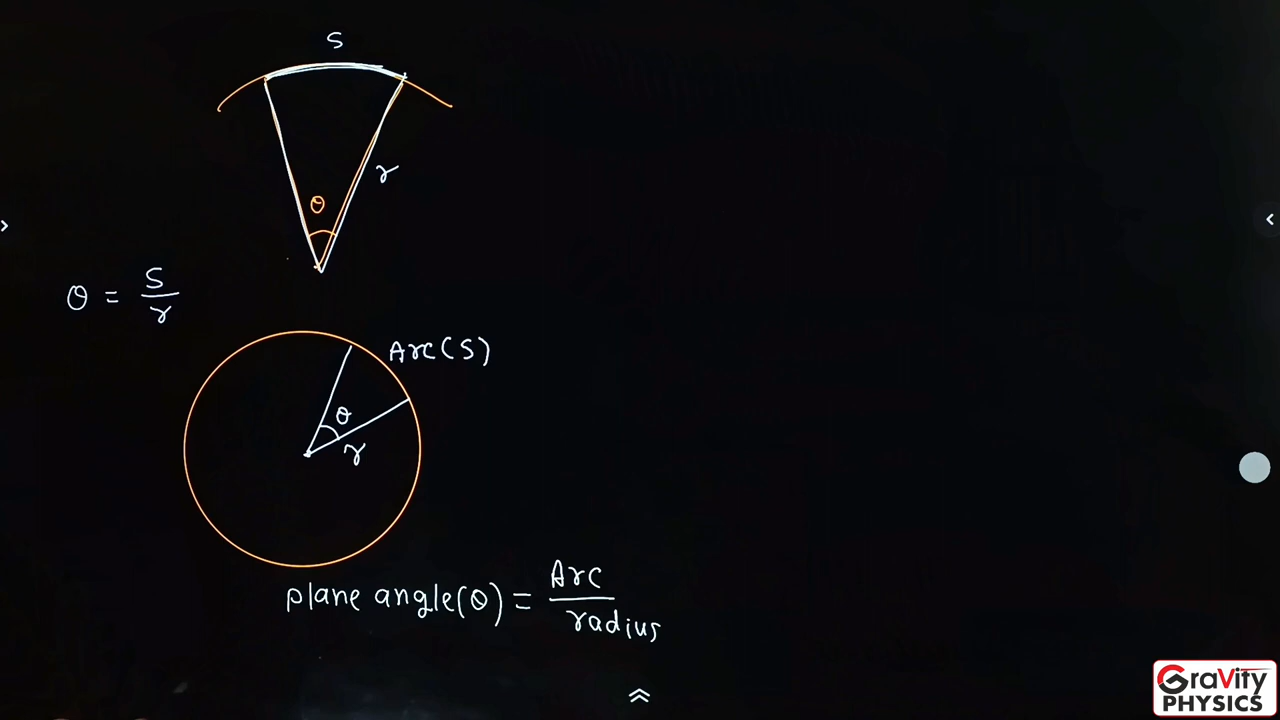 S
r
θ
θ = S/r
Arc(S)
θ
r
plane angle(θ) = Arc/radius
GraVity
PHYSICS